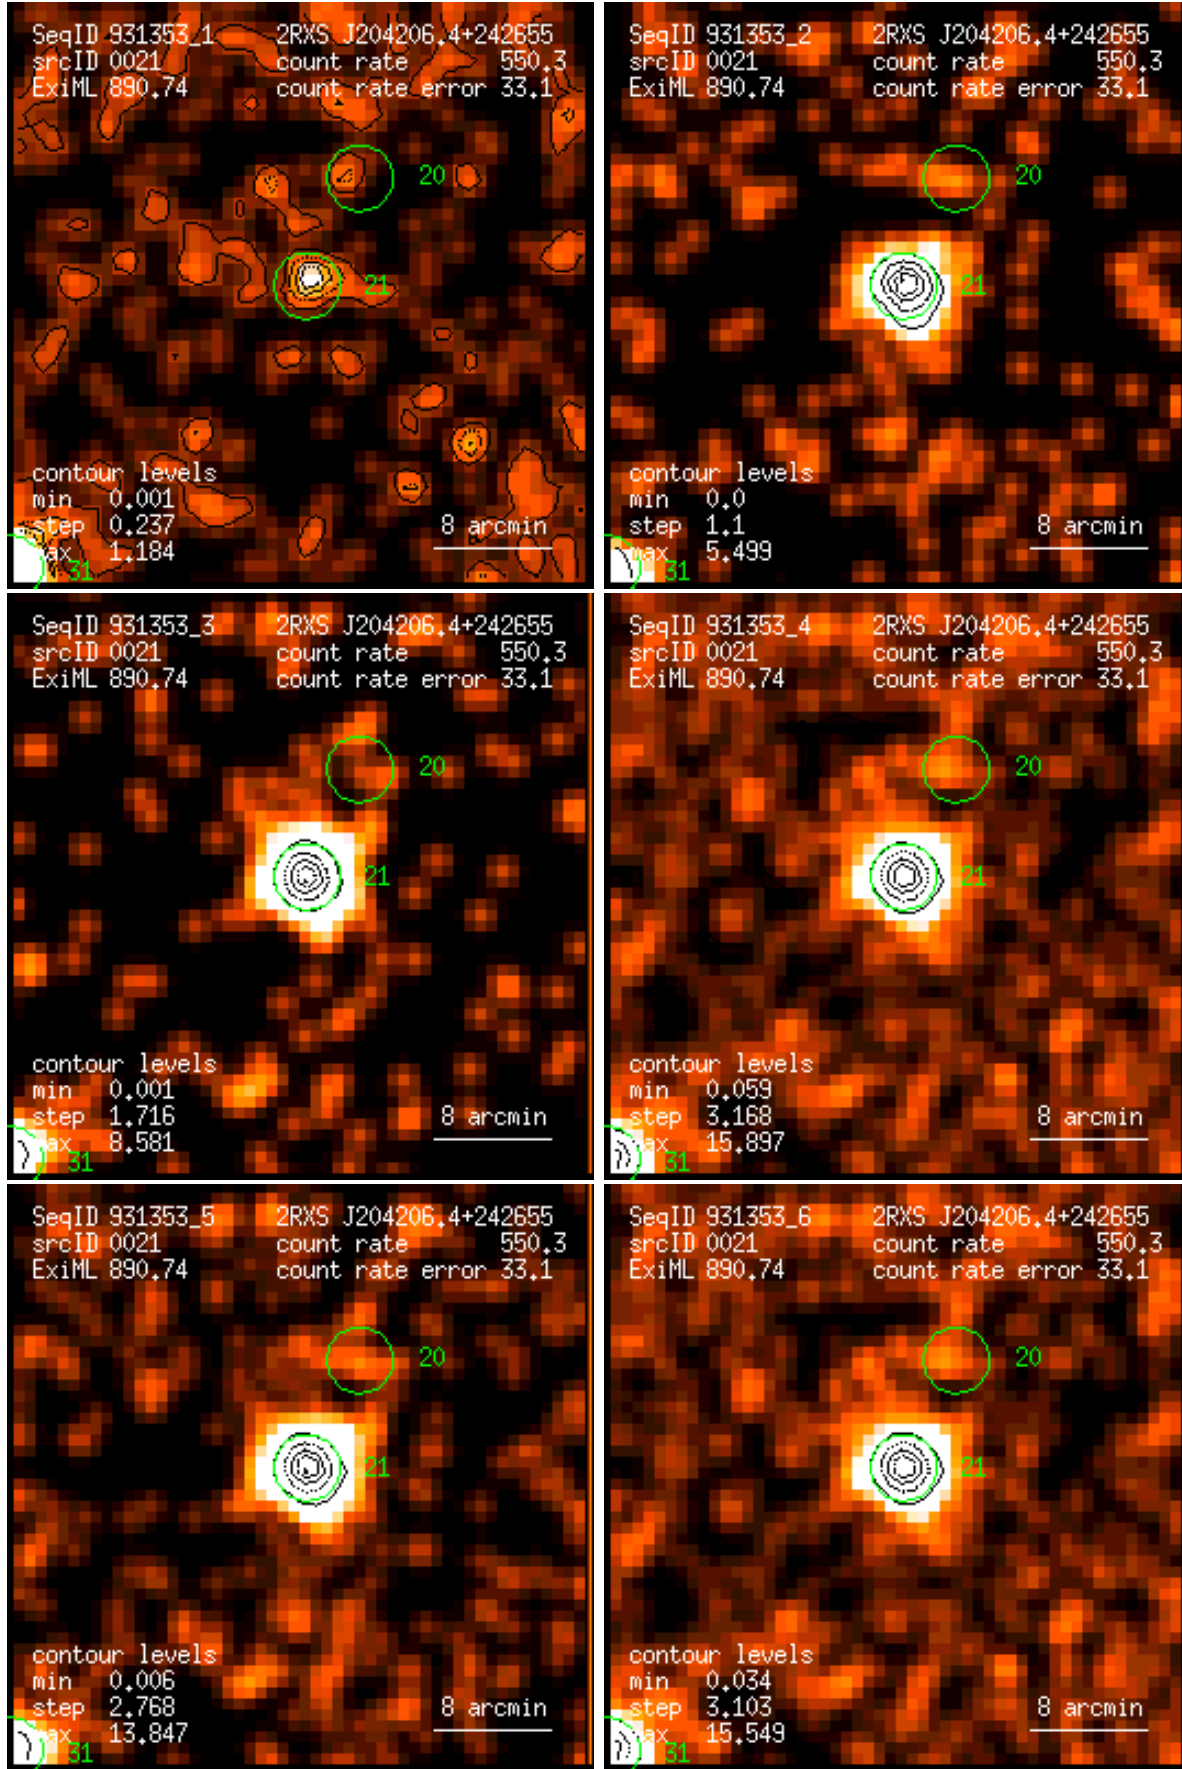 SeqID 931353_1 2RXS J204206.4+242655
srcID 0021 count rate 550.3
ExiML 890.74 count rate error 33.1
20
21
contour levels
min 0.001
step 0.237
max 1.184
8 arcmin
31
SeqID 931353_2 2RXS J204206.4+242655
srcID 0021 count rate 550.3
ExiML 890.74 count rate error 33.1
20
21
contour levels
min 0.0
step 1.1
max 5.499
8 arcmin
31
SeqID 931353_3 2RXS J204206.4+242655
srcID 0021 count rate 550.3
ExiML 890.74 count rate error 33.1
20
21
contour levels
min 0.001
step 1.716
max 8.581
8 arcmin
31
SeqID 931353_4 2RXS J204206.4+242655
srcID 0021 count rate 550.3
ExiML 890.74 count rate error 33.1
20
21
contour levels
min 0.059
step 3.168
max 15.897
8 arcmin
31
SeqID 931353_5 2RXS J204206.4+242655
srcID 0021 count rate 550.3
ExiML 890.74 count rate error 33.1
20
21
contour levels
min 0.006
step 2.768
max 13.847
8 arcmin
31
SeqID 931353_6 2RXS J204206.4+242655
srcID 0021 count rate 550.3
ExiML 890.74 count rate error 33.1
20
21
contour levels
min 0.034
step 3.103
max 15.549
8 arcmin
31